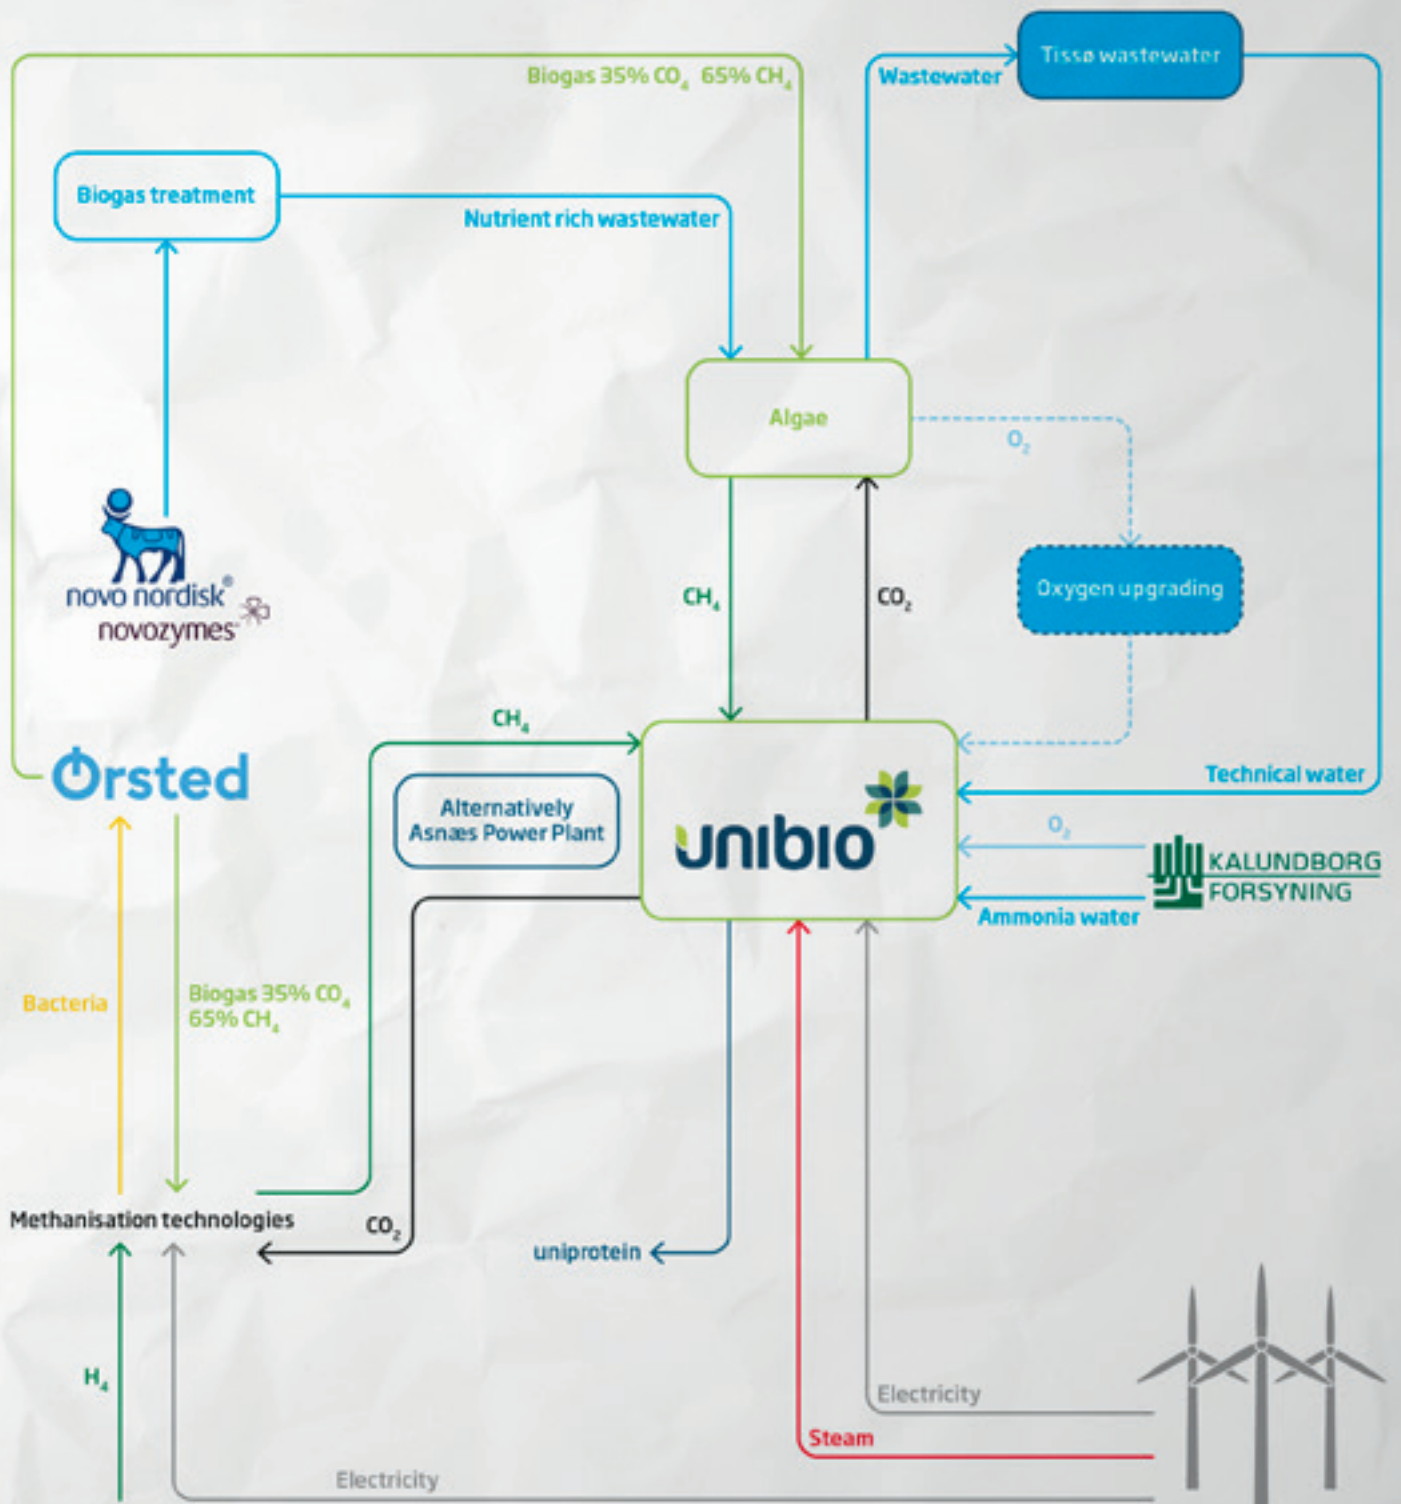 Biogas 35% CO₄ 65% CH₄
Wastewater
Tissø wastewater
Biogas treatment
Nutrient rich wastewater
Algae
O₂
novo nordisk®
novozymes
CH₄
CO₂
Oxygen upgrading
CH₄
Ørsted
Alternatively
Asnæs Power Plant
unibio
Technical water
O₂
KALUNDBORG
FORSYNING
Ammonia water
Bacteria
Biogas 35% CO₄
65% CH₄
Methanisation technologies
CO₂
uniprotein
H₄
Electricity
Steam
Electricity